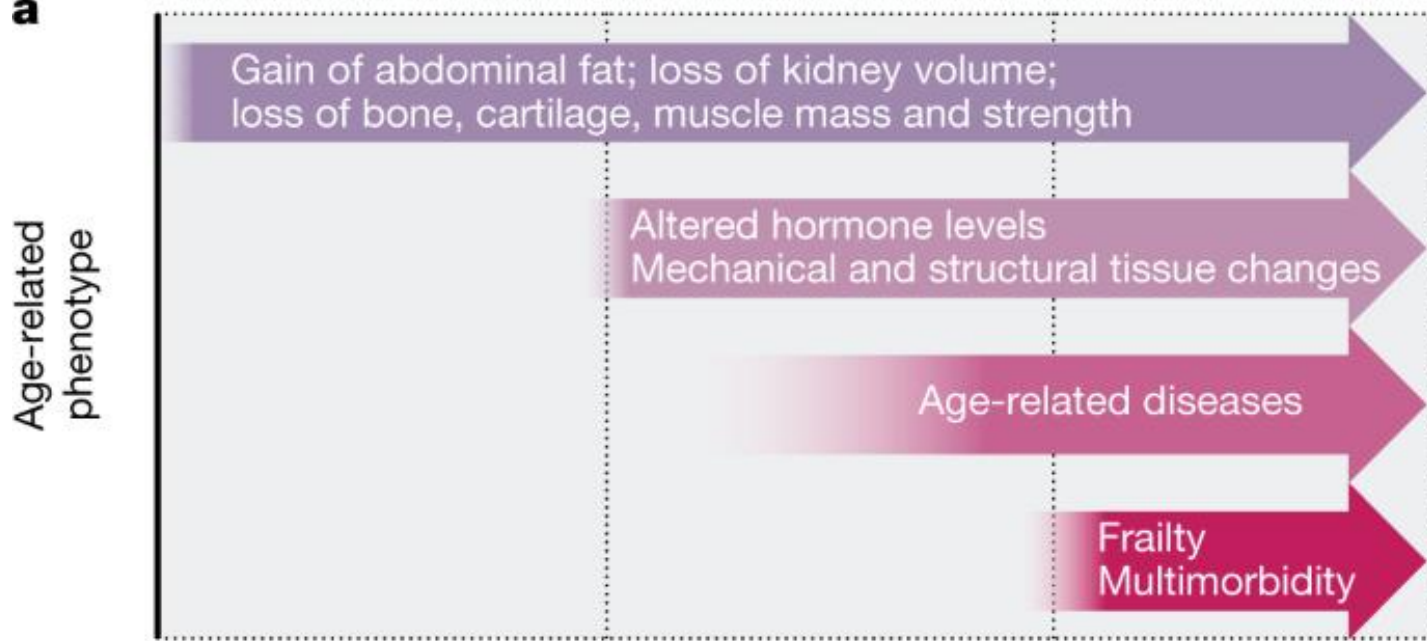 a
Gain of abdominal fat; loss of kidney volume;
loss of bone, cartilage, muscle mass and strength
Age-related
phenotype
Altered hormone levels
Mechanical and structural tissue changes
Age-related diseases
Frailty
Multimorbidity